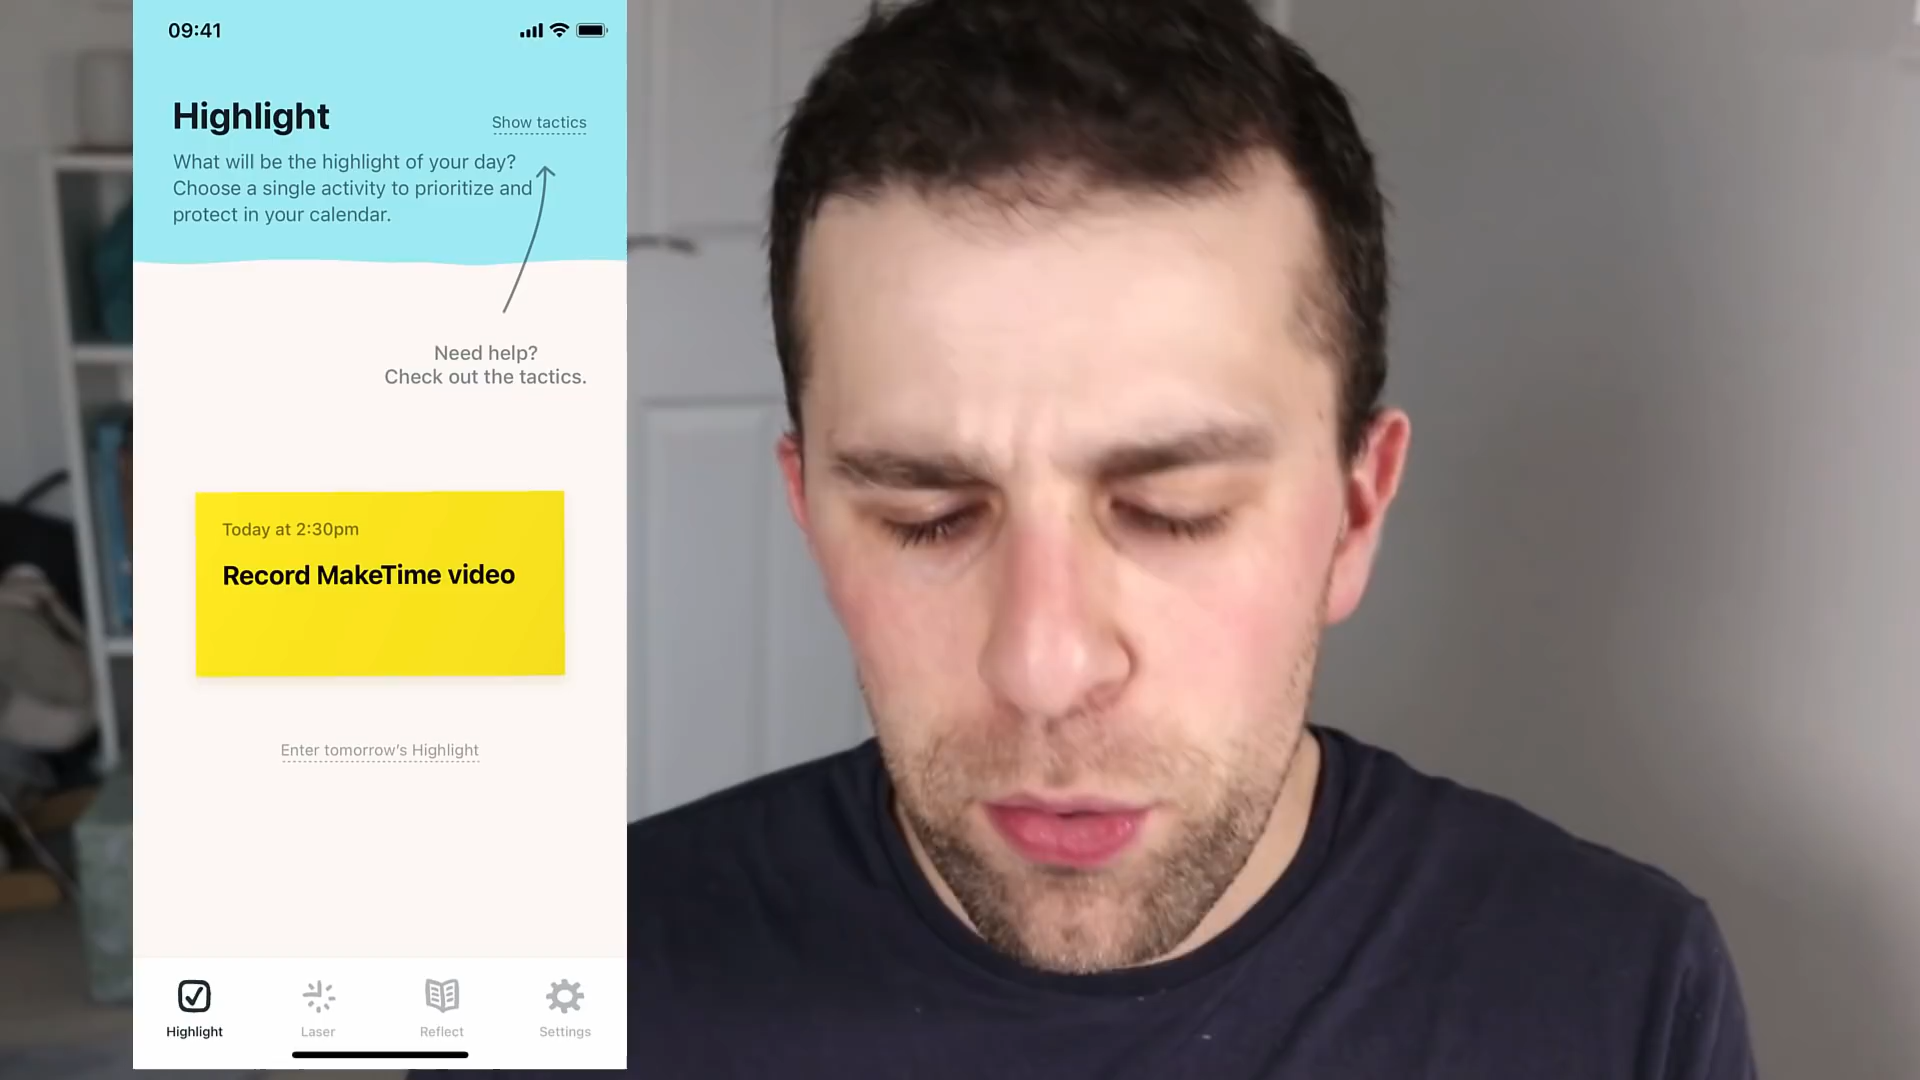 09:41
Highlight
Show tactics
What will be the highlight of your day?
Choose a single activity to prioritize and
protect in your calendar.
Need help?
Check out the tactics.
Today at 2:30pm
Record MakeTime video
Enter tomorrow’s Highlight
Highlight
Laser
Reflect
Settings